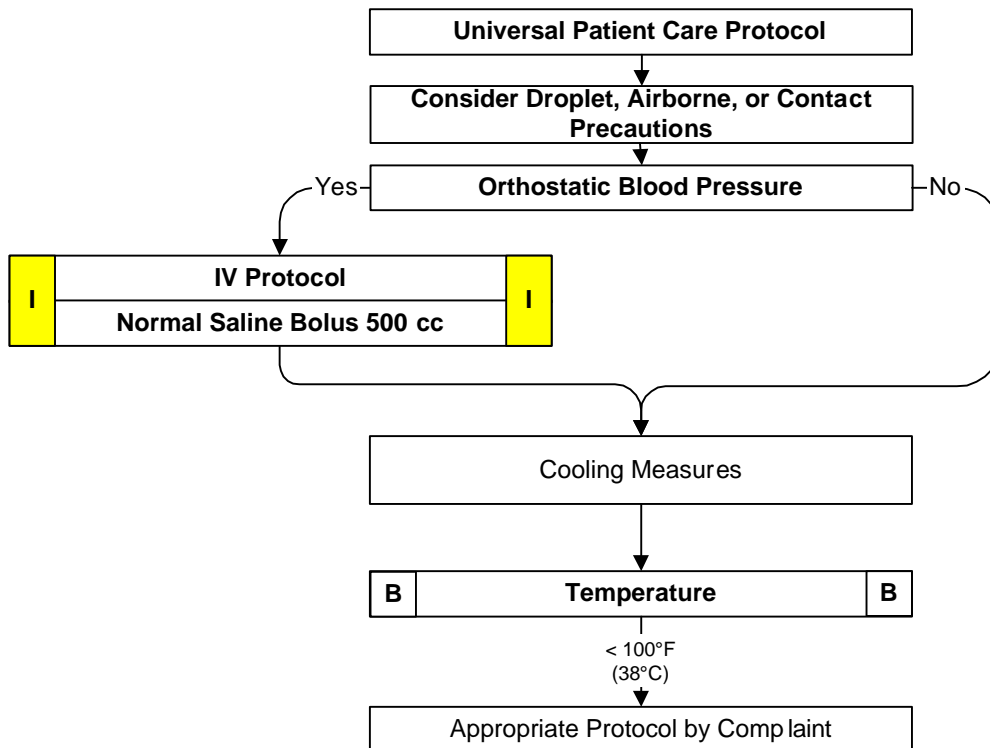 Universal Patient Care Protocol
Consider Droplet, Airborne, or Contact
Precautions
Yes
Orthostatic Blood Pressure
No
I
IV Protocol
I
Normal Saline Bolus 500 cc
Cooling Measures
B
Temperature
B
< 100°F
(38°C)
Appropriate Protocol by Complaint